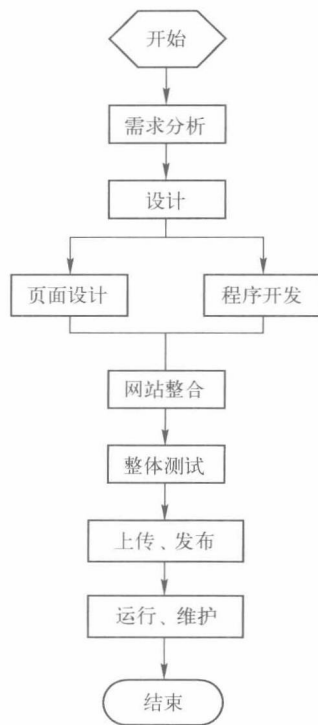 开始
需求分析
设计
页面设计
程序开发
网站整合
整体测试
上传、发布
运行、维护
结束